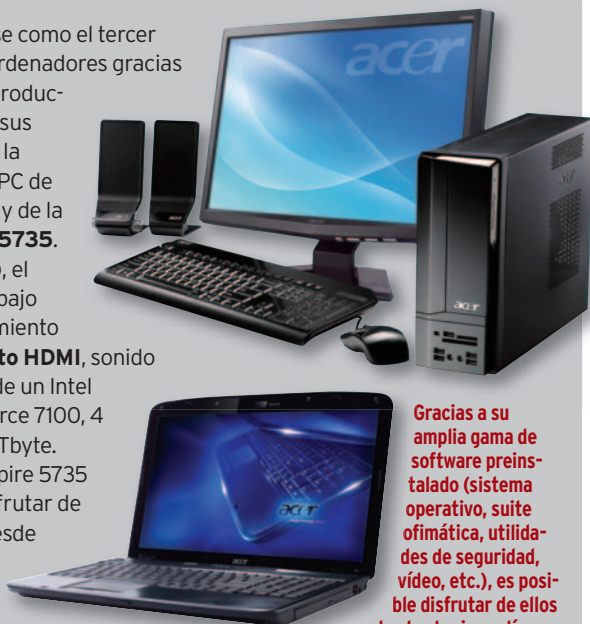 se como el tercer
rdenadores gracias
roduc-
sus
la
PC de
y de la
5735.
, el
bajo
miento
to HDMI, sonido
de un Intel
rce 7100, 4
Tbyte.
pire 5735
frutar de
esde
acer
acer
acer
Gracias a su
amplia gama de
software preins-
talado (sistema
operativo, suite
ofimática, utilida-
des de seguridad,
vídeo, etc.), es posi-
ble disfrutar de ellos